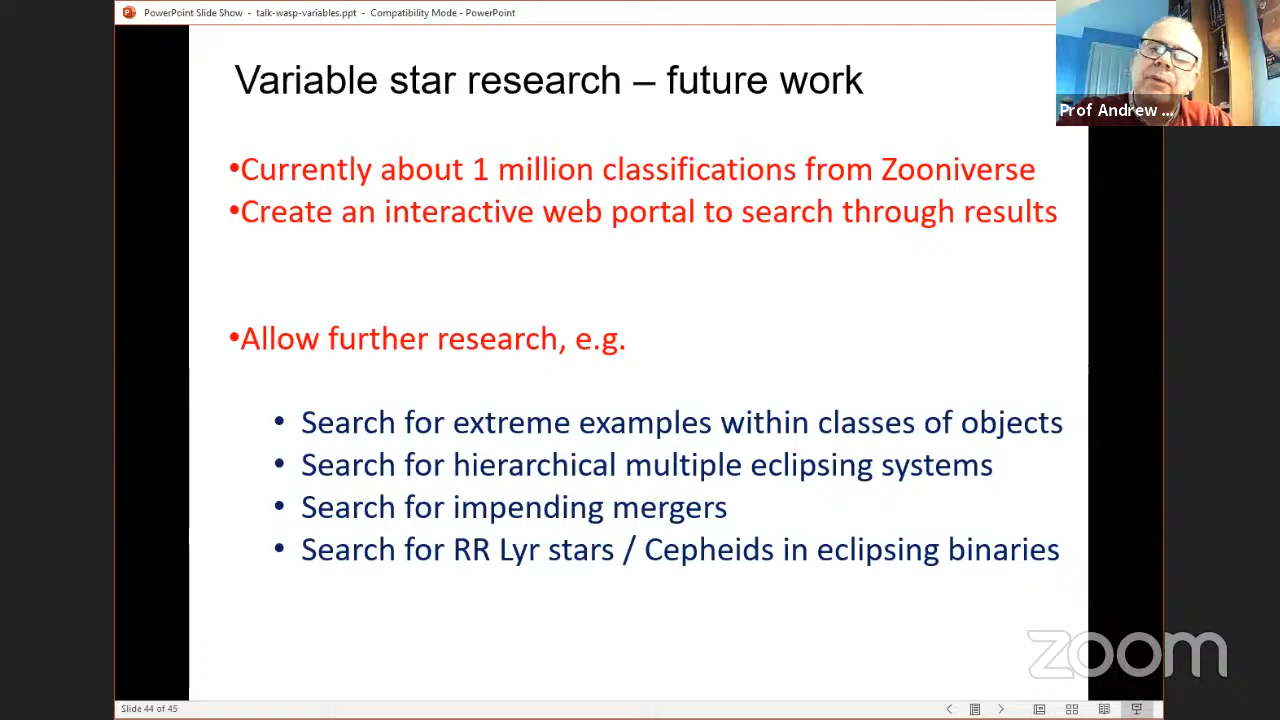 PowerPoint Slide Show - talk-wasp-variables.ppt - Compatibility Mode - PowerPoint
Prof Andrew ...
Variable star research – future work
•Currently about 1 million classifications from Zooniverse
•Create an interactive web portal to search through results
•Allow further research, e.g.
• Search for extreme examples within classes of objects
• Search for hierarchical multiple eclipsing systems
• Search for impending mergers
• Search for RR Lyr stars / Cepheids in eclipsing binaries
zoom
Slide 44 of 45